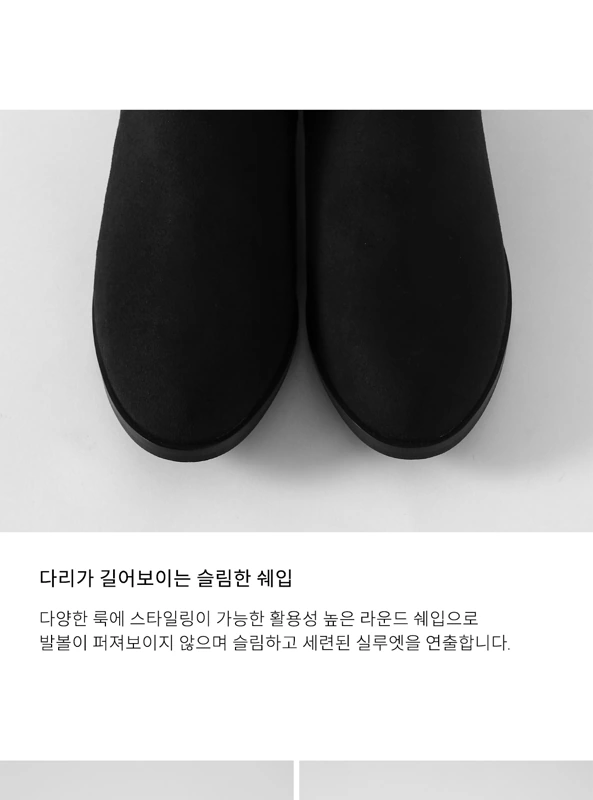 다리가 길어보이는 슬림한 쉐입
다양한 룩에 스타일링이 가능한 활용성 높은 라운드 쉐입으로
발볼이 퍼져보이지 않으며 슬림하고 세련된 실루엣을 연출합니다.